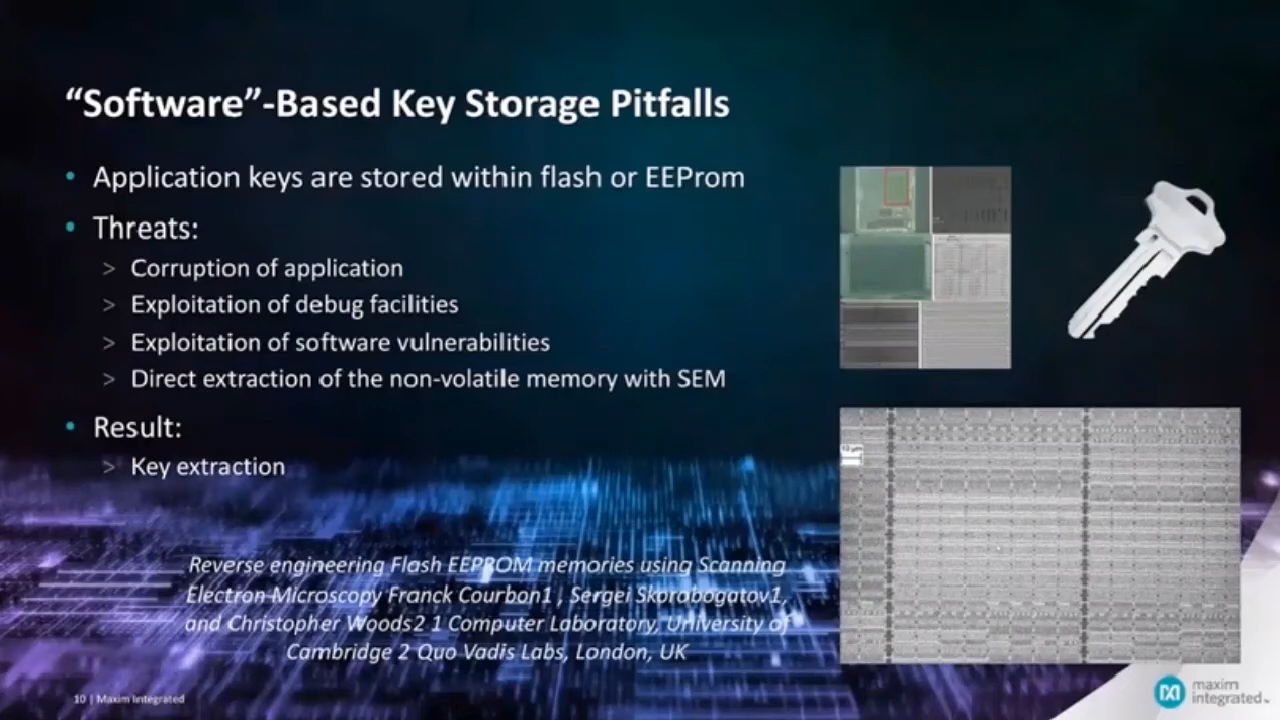 “Software”-Based Key Storage Pitfalls
• Application keys are stored within flash or EEProm
• Threats:
> Corruption of application
> Exploitation of debug facilities
> Exploitation of software vulnerabilities
> Direct extraction of the non-volatile memory with SEM
• Result:
> Key extraction
Reverse engineering Flash EEPROM memories using Scanning
Electron Microscopy Franck Courbon1 , Sergei Skorobogatov1,
and Christopher Woods2 1 Computer Laboratory, University of
Cambridge 2 Quo Vadis Labs, London, UK
10 | Maxim Integrated
maxim
integrated™